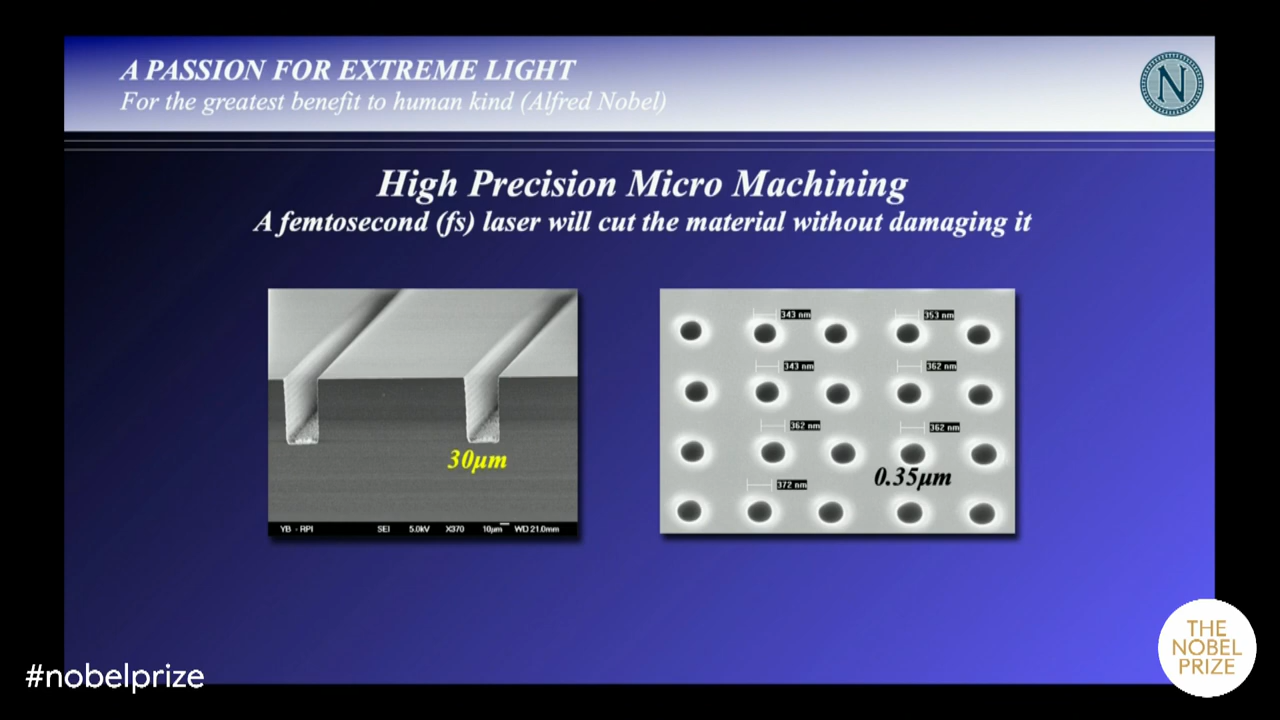 A PASSION FOR EXTREME LIGHT
For the greatest benefit to human kind (Alfred Nobel)
N
High Precision Micro Machining
A femtosecond (fs) laser will cut the material without damaging it
30μm
YB - RPI SEI 5.0kV X370 10μm WD 21.0mm
343 nm 353 nm
343 nm 362 nm
362 nm 362 nm
0.35μm
372 nm
#nobelprize
THE
NOBEL
PRIZE